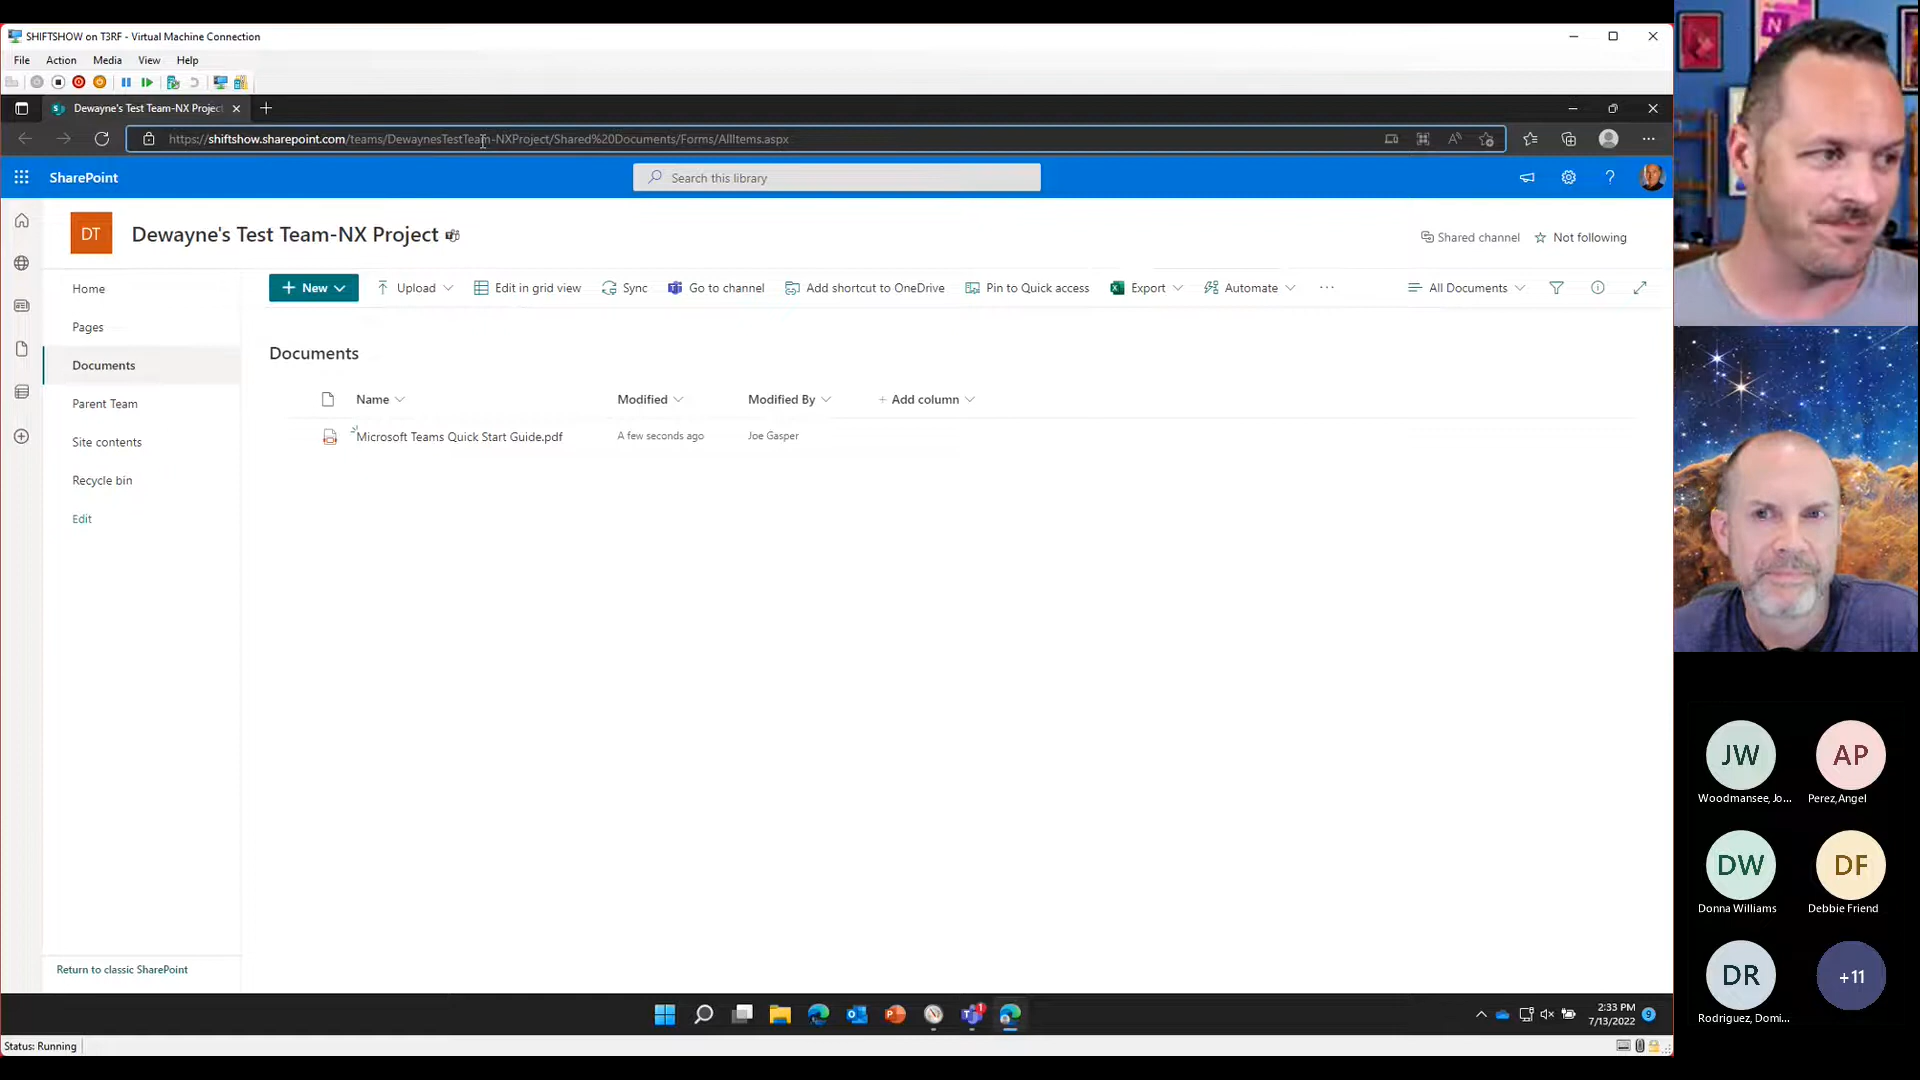 SHIFTSHOW on T3RF - Virtual Machine Connection
File Action Media View Help
Dewayne's Test Team-NX Project
https://shiftshow.sharepoint.com/teams/DewaynesTestTeam-NXProject/Shared%20Documents/Forms/AllItems.aspx
SharePoint
Search this library
DT
Dewayne's Test Team-NX Project
Shared channel
Not following
Home
Pages
Documents
Parent Team
Site contents
Recycle bin
Edit
Return to classic SharePoint
New
Upload
Edit in grid view
Sync
Go to channel
Add shortcut to OneDrive
Pin to Quick access
Export
Automate
All Documents
Documents
Name Modified Modified By + Add column
Microsoft Teams Quick Start Guide.pdf A few seconds ago Joe Gasper
2:33 PM
7/13/2022
9
Status: Running
N
JW
Woodmansee, Jo...
AP
Perez,Angel
DW
Donna Williams
DF
Debbie Friend
DR
Rodriguez, Domi...
+11